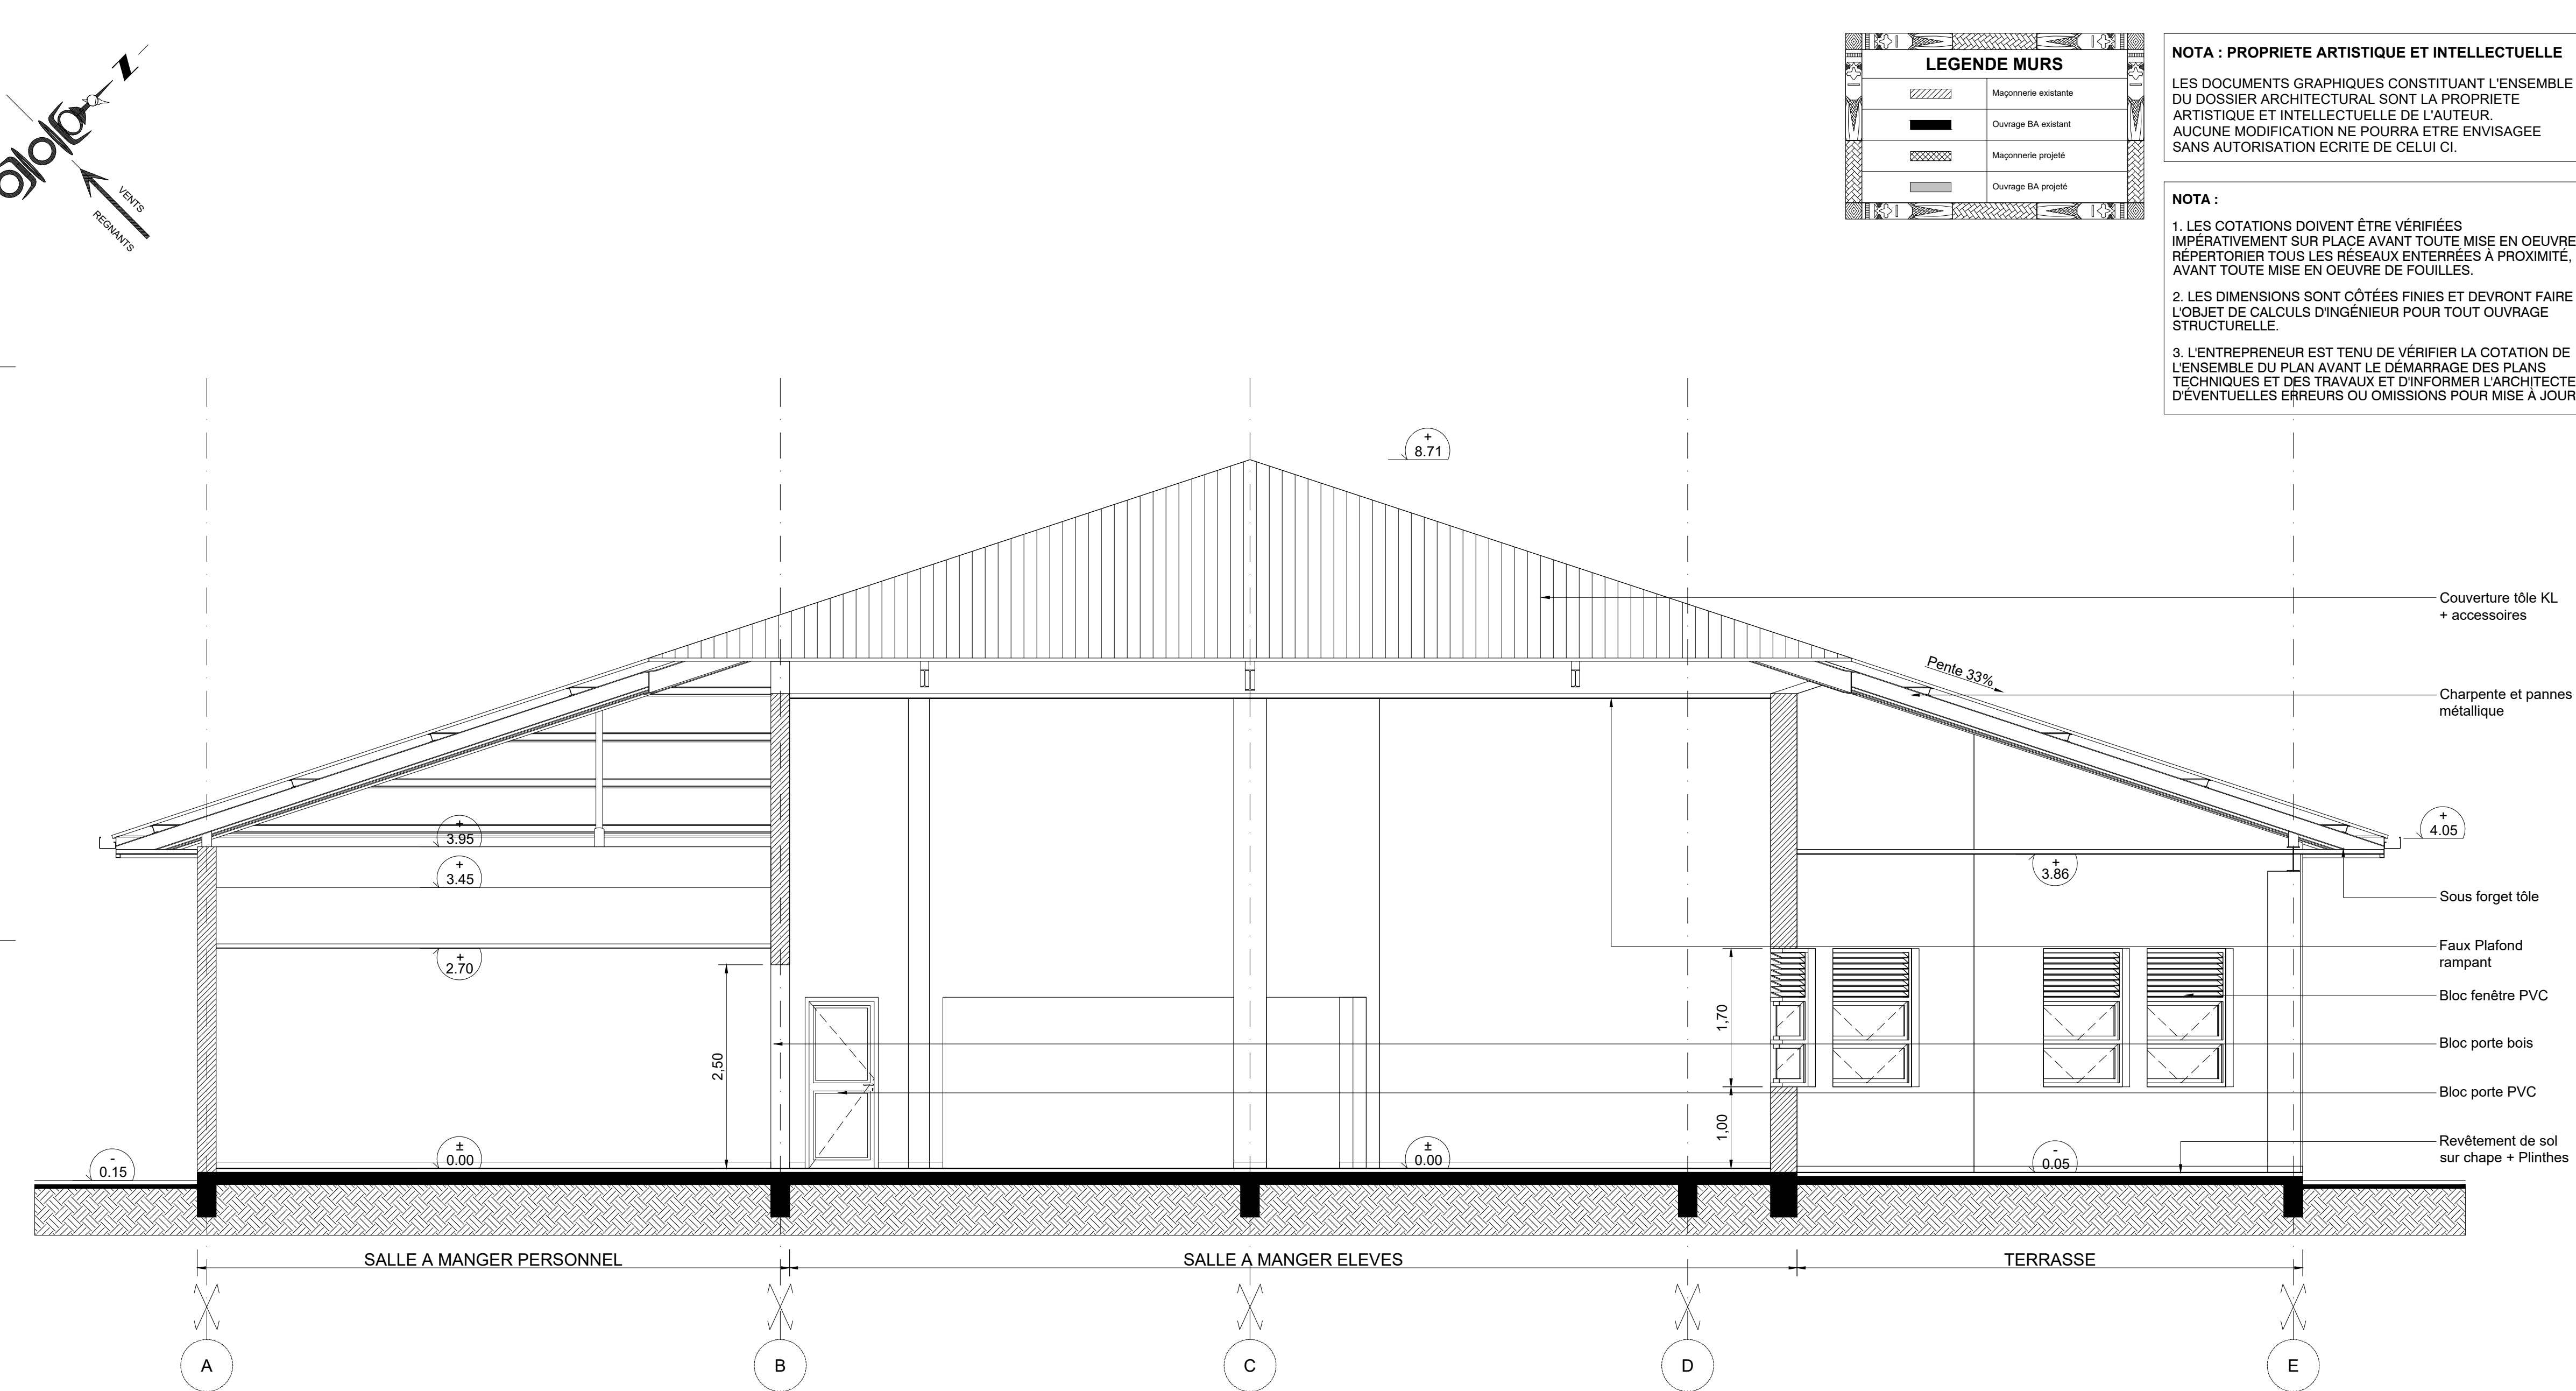 N
VENTS
REGNANTS
LEGENDE MURS
Maçonnerie existante
Ouvrage BA existant
Maçonnerie projeté
Ouvrage BA projeté
NOTA : PROPRIETE ARTISTIQUE ET INTELLECTUELLE
LES DOCUMENTS GRAPHIQUES CONSTITUANT L'ENSEMBLE
DU DOSSIER ARCHITECTURAL SONT LA PROPRIETE
ARTISTIQUE ET INTELLECTUELLE DE L'AUTEUR.
AUCUNE MODIFICATION NE POURRA ETRE ENVISAGEE
SANS AUTORISATION ECRITE DE CELUI CI.
NOTA :
1. LES COTATIONS DOIVENT ÊTRE VÉRIFIÉES
IMPÉRATIVEMENT SUR PLACE AVANT TOUTE MISE EN OEUVRE
RÉPERTORIER TOUS LES RÉSEAUX ENTERRÉES À PROXIMITÉ,
AVANT TOUTE MISE EN OEUVRE DE FOUILLES.
2. LES DIMENSIONS SONT CÔTÉES FINIES ET DEVRONT FAIRE
L'OBJET DE CALCULS D'INGÉNIEUR POUR TOUT OUVRAGE
STRUCTURELLE.
3. L'ENTREPRENEUR EST TENU DE VÉRIFIER LA COTATION DE
L'ENSEMBLE DU PLAN AVANT LE DÉMARRAGE DES PLANS
TECHNIQUES ET DES TRAVAUX ET D'INFORMER L'ARCHITECTE
D'ÉVENTUELLES ERREURS OU OMISSIONS POUR MISE À JOUR
+
8.71
Couverture tôle KL
+ accessoires
Pente 33%
Charpente et pannes
métallique
+
3.95
+
4.05
+
3.45
+
3.86
Sous forget tôle
Faux Plafond
rampant
+
2.70
Bloc fenêtre PVC
1,70
Bloc porte bois
2,50
Bloc porte PVC
1,00
Revêtement de sol
sur chape + Plinthes
-
0.15
±
0.00
±
0.00
-
0.05
SALLE A MANGER PERSONNEL
SALLE A MANGER ELEVES
TERRASSE
A
B
C
D
E